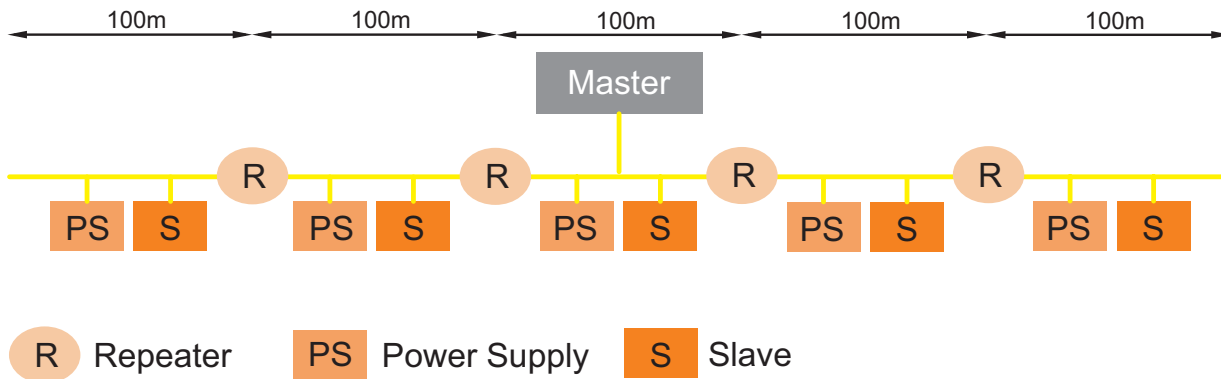 100m 100m 100m 100m 100m
Master
R R R R
PS S PS S PS S PS S PS S
R Repeater PS Power Supply S Slave